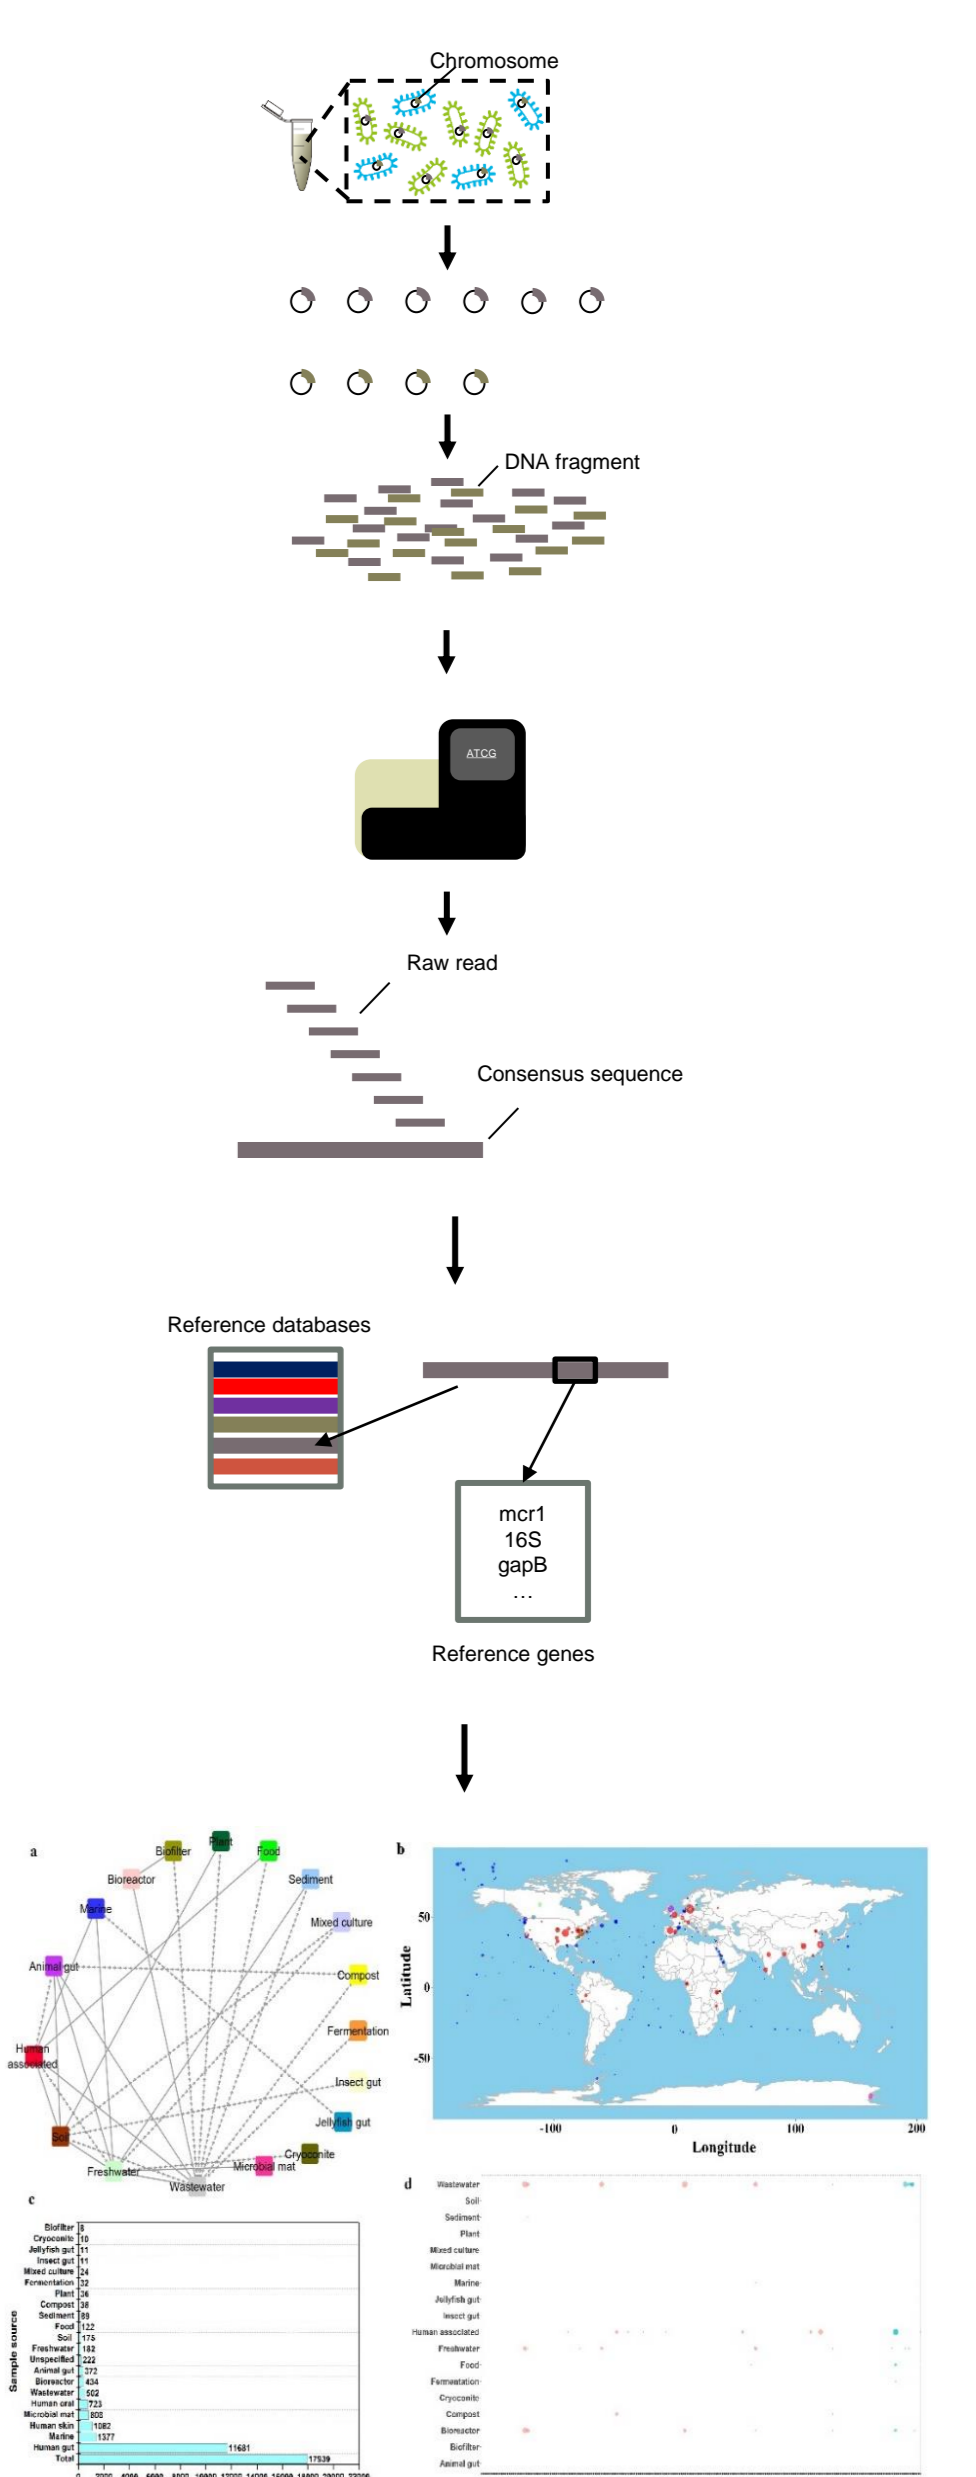 Chromosome
DNA fragment
ATCG
Raw read
Consensus sequence
Reference databases
mcr1
16S
gapB
...
Reference genes
a
Plant
Biofilter
Food
Bioreactor
Sediment
Marine
Mixed culture
Animal gut
Compost
Fermentation
Human
associated
Insect gut
Jellyfish gut
Soil
Cryoconite
Freshwater
Microbial mat
Wastewater
b
Latitude
50
0
-50
-100
0
100
200
Longitude
c
Sample source
Biofilter 8
Cryoconite 10
Jellyfish gut 11
Insect gut 11
Mixed culture 24
Fermentation 32
Plant 36
Compost 38
Sediment 89
Food 122
Soil 175
Freshwater 182
Unspecified 222
Animal gut 372
Bioreactor 434
Wastewater 502
Human oral 723
Microbial mat 808
Human skin 1082
Marine 1377
Human gut 11681
Total 17939
d
Wastewater
Soil
Sediment
Plant
Mixed culture
Microbial mat
Marine
Jellyfish gut
Insect gut
Human associated
Freshwater
Food
Fermentation
Cryoconite
Compost
Bioreactor
Biofilter
Animal gut